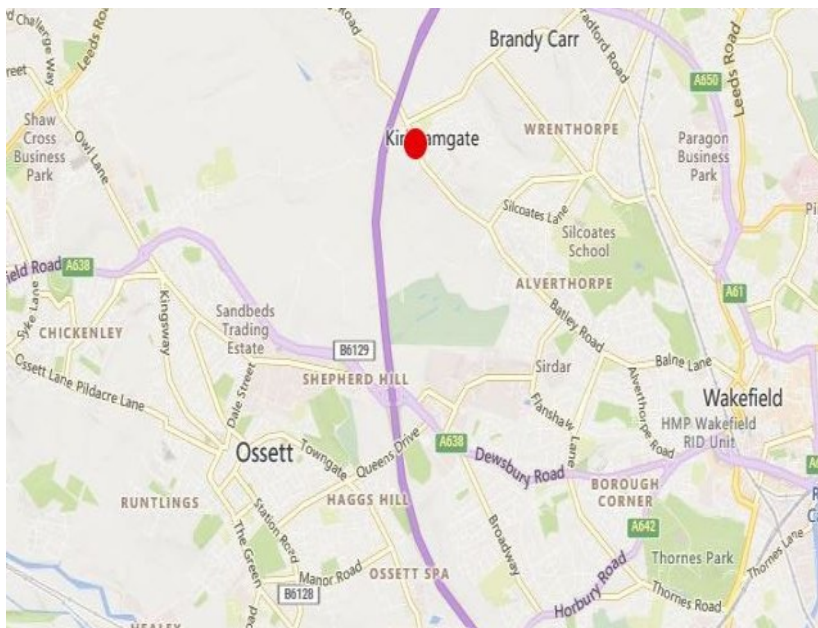 Challenge Way
Leeds Road
Road
Brandy Carr
Bradford Road
A650
Leeds Road
Shaw
Cross
Business
Park
Owl Lane
WRENTHORPE
Paragon
Business
Park
Silcoates Lane
Silcoates
School
ield Road
A638
ALVERTHORPE
A61
Syke Lane
CHICKENLEY
Kingsway
Sandbeds
Trading
Estate
B6129
Batley Road
SHEPHERD HILL
Sirdar
Balne Lane
Ossett Lane Pildacre Lane
Dale Street
Flanshaw Lane
Alverthorpe Road
Wakefield
HMP Wakefield
RID Unit
Ossett
Towngate
Queens Drive
A638
Dewsbury Road
RUNTLINGS
HAGGS HILL
BOROUGH
CORNER
Station Road
The Green
Broadway
A642
Manor Road
OSSETT SPA
Horbury Road
Thornes Park
Thornes Lane
B6128
Thornes Road
Road